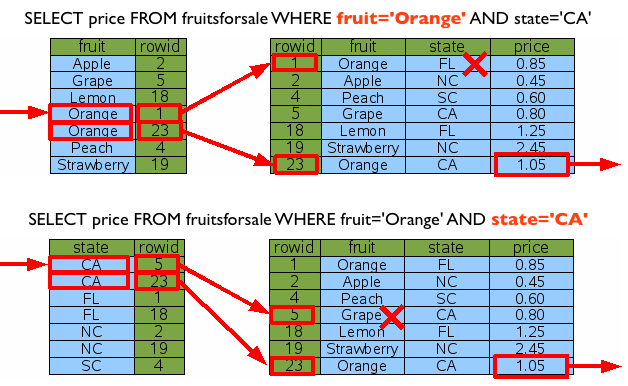 SELECT price FROM fruitsforsale WHERE fruit='Orange' AND state='CA'
fruit rowid
Apple 2
Grape 5
Lemon 18
Orange 1
Orange 23
Peach 4
Strawberry 19
rowid fruit state price
1 Orange FL 0.85
2 Apple NC 0.45
4 Peach SC 0.60
5 Grape CA 0.80
18 Lemon FL 1.25
19 Strawberry NC 2.45
23 Orange CA 1.05
SELECT price FROM fruitsforsale WHERE fruit='Orange' AND state='CA'
state rowid
CA 5
CA 23
FL 1
FL 18
NC 2
NC 19
SC 4
rowid fruit state price
1 Orange FL 0.85
2 Apple NC 0.45
4 Peach SC 0.60
5 Grape CA 0.80
18 Lemon FL 1.25
19 Strawberry NC 2.45
23 Orange CA 1.05